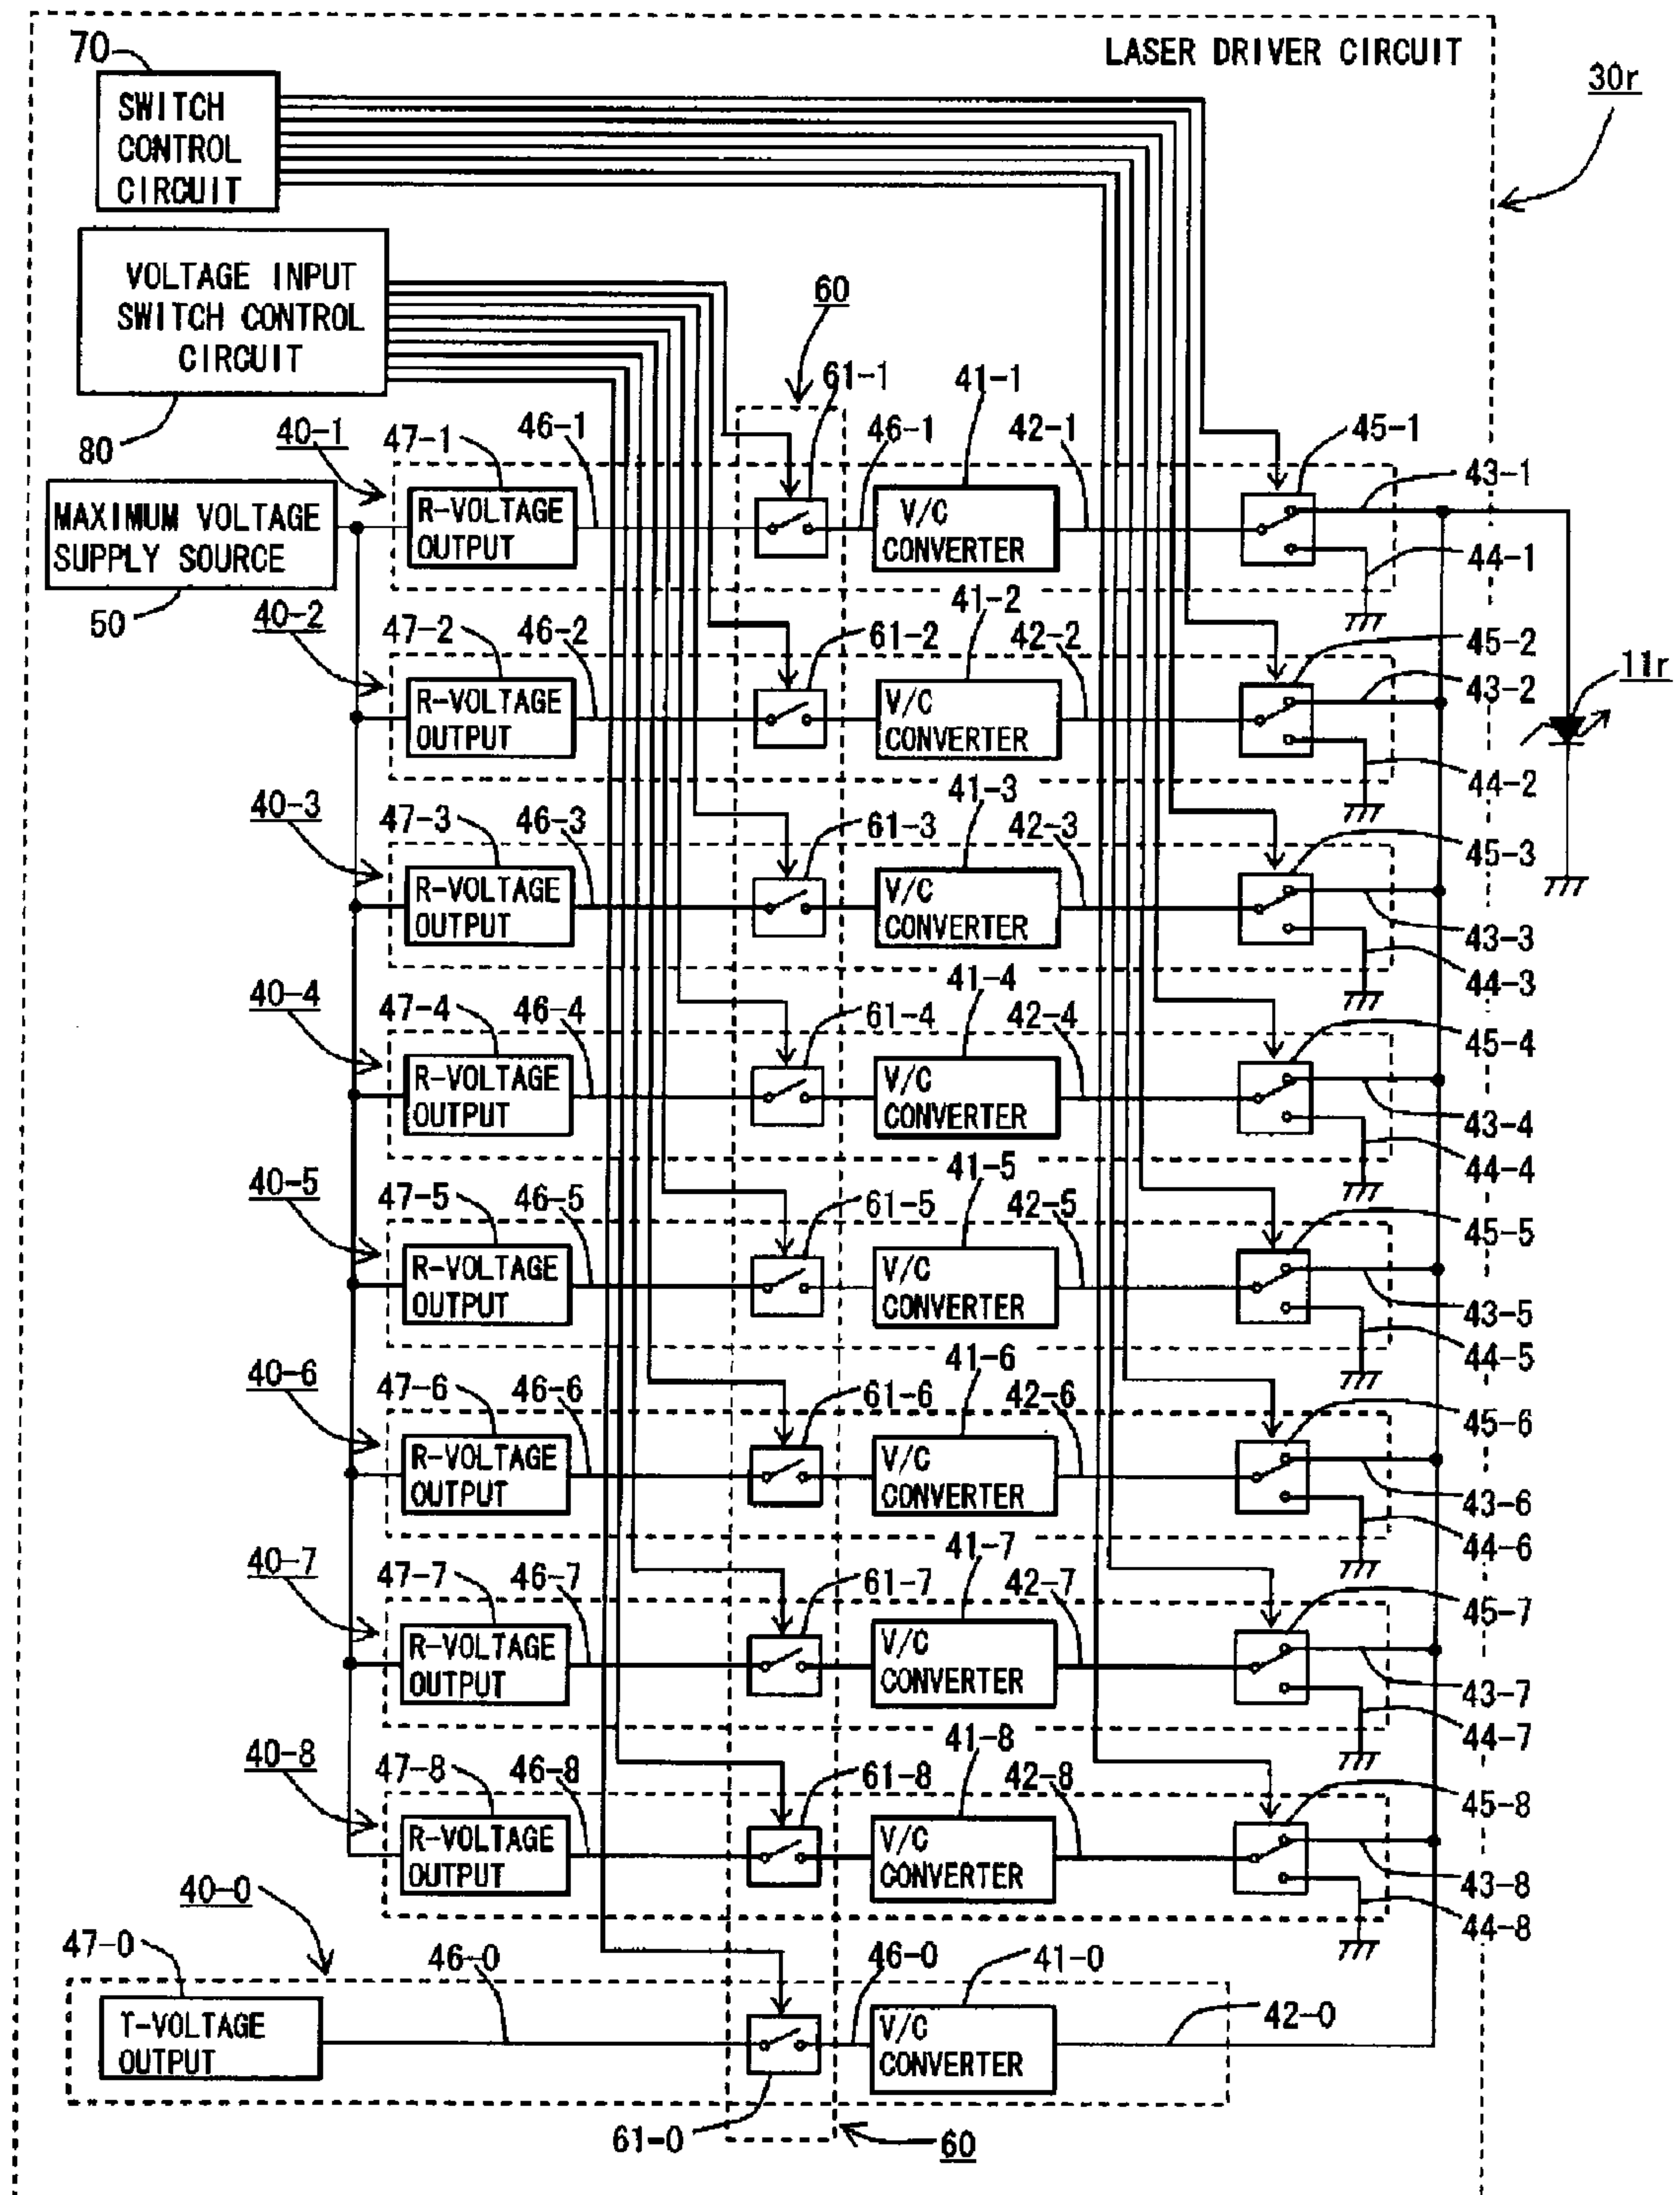 LASER DRIVER CIRCUIT
70
30r
SWITCH
CONTROL
CIRCUIT
VOLTAGE INPUT
SWITCH CONTROL
CIRCUIT
80
60
61-1
41-1
40-1
47-1
46-1
46-1
42-1
45-1
43-1
MAXIMUM VOLTAGE
SUPPLY SOURCE
50
R-VOLTAGE
OUTPUT
V/C
CONVERTER
44-1
40-2
47-2
46-2
61-2
41-2
42-2
45-2
43-2
11r
R-VOLTAGE
OUTPUT
V/C
CONVERTER
44-2
40-3
47-3
46-3
61-3
41-3
42-3
45-3
R-VOLTAGE
OUTPUT
V/C
CONVERTER
43-3
44-3
40-4
47-4
46-4
61-4
41-4
42-4
45-4
R-VOLTAGE
OUTPUT
V/C
CONVERTER
43-4
44-4
40-5
47-5
46-5
61-5
41-5
42-5
45-5
R-VOLTAGE
OUTPUT
V/C
CONVERTER
43-5
44-5
40-6
47-6
46-6
61-6
41-6
42-6
45-6
R-VOLTAGE
OUTPUT
V/C
CONVERTER
43-6
44-6
40-7
47-7
46-7
61-7
41-7
42-7
45-7
R-VOLTAGE
OUTPUT
V/C
CONVERTER
43-7
44-7
40-8
47-8
46-8
61-8
41-8
42-8
45-8
R-VOLTAGE
OUTPUT
V/C
CONVERTER
43-8
44-8
40-0
47-0
46-0
46-0
41-0
42-0
T-VOLTAGE
OUTPUT
V/C
CONVERTER
61-0
60